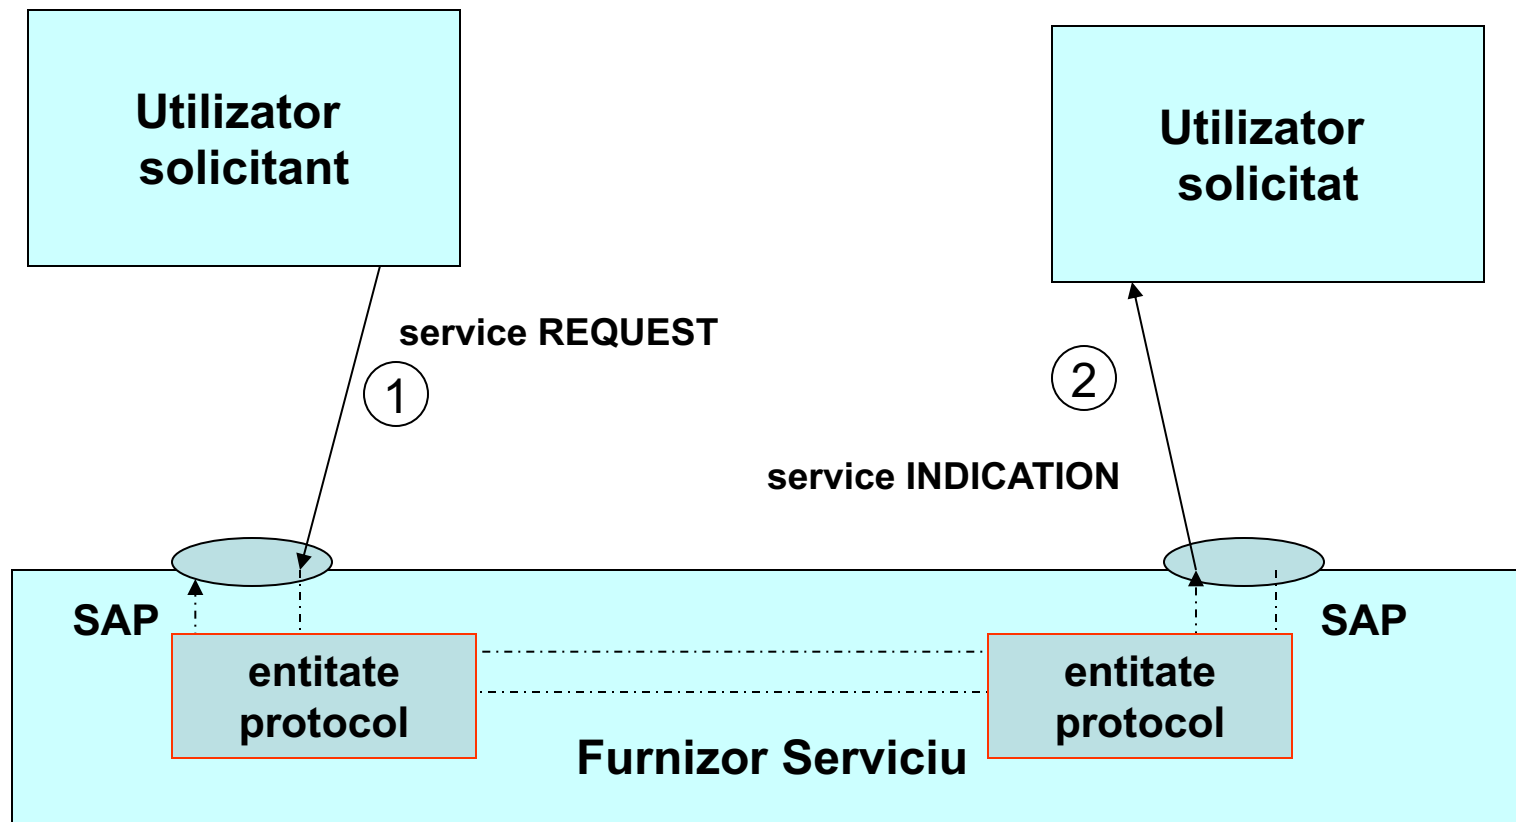 Utilizator
solicitant
Utilizator
solicitat
service REQUEST
1
2
service INDICATION
SAP
SAP
entitate
protocol
entitate
protocol
Furnizor Serviciu